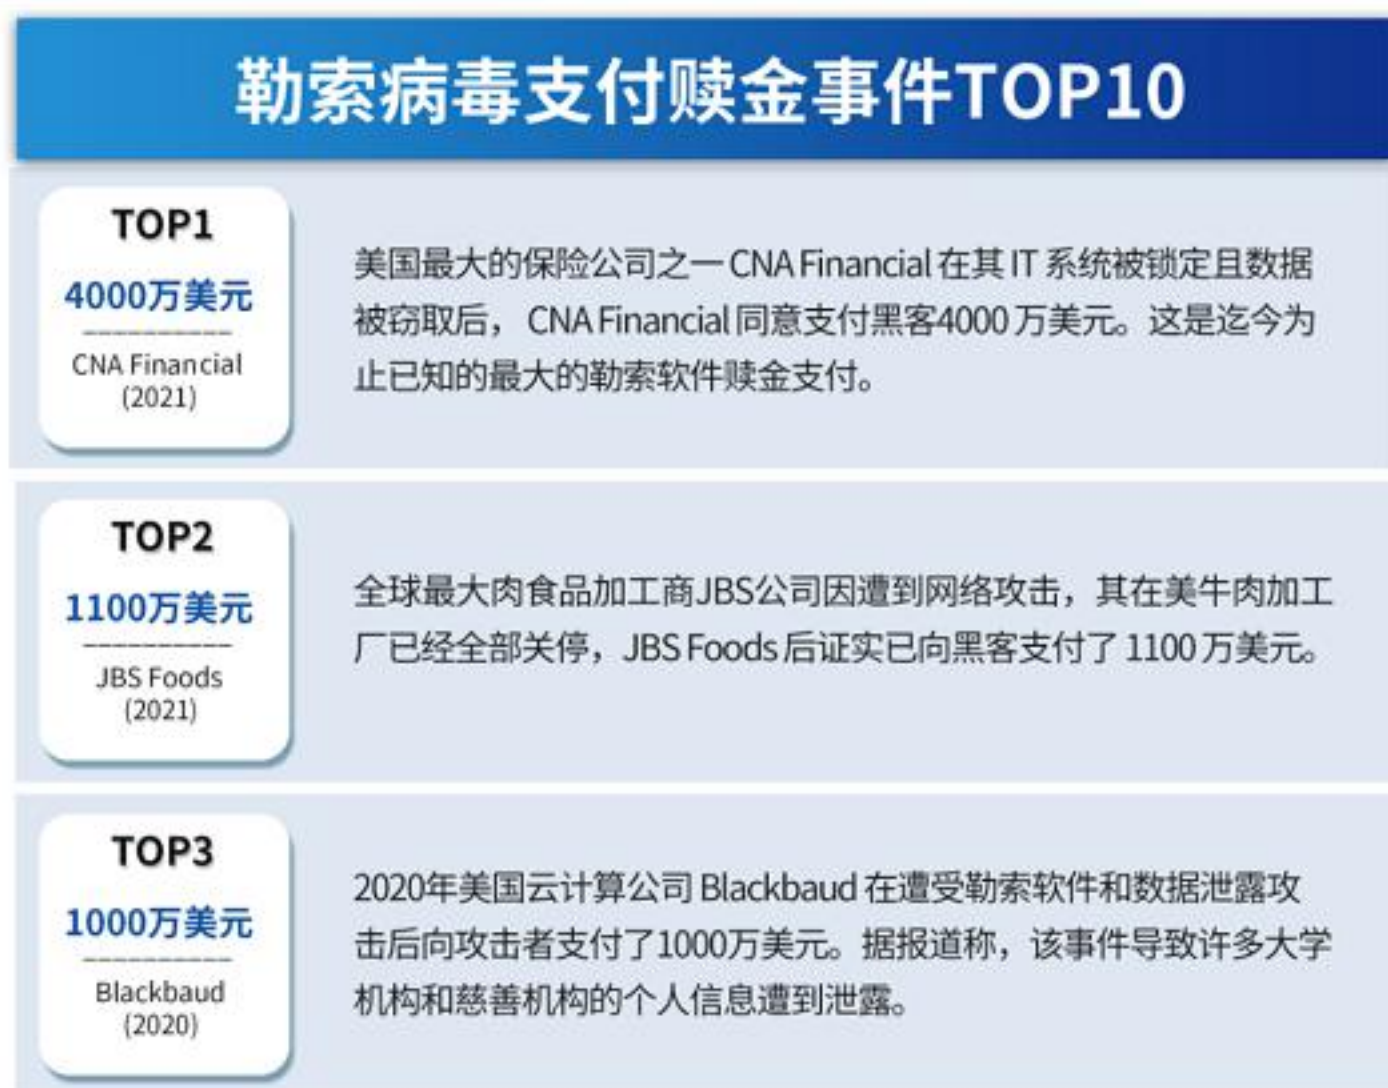 勒索病毒支付赎金事件TOP10
TOP1
4000万美元
CNA Financial
(2021)
美国最大的保险公司之一 CNA Financial 在其 IT 系统被锁定且数据
被窃取后， CNA Financial 同意支付黑客4000 万美元。这是迄今为
止已知的最大的勒索软件赎金支付。
TOP2
1100万美元
JBS Foods
(2021)
全球最大肉食品加工商JBS公司因遭到网络攻击，其在美牛肉加工
厂已经全部关停，JBS Foods 后证实已向黑客支付了 1100 万美元。
TOP3
1000万美元
Blackbaud
(2020)
2020年美国云计算公司 Blackbaud 在遭受勒索软件和数据泄露攻
击后向攻击者支付了1000万美元。据报道称，该事件导致许多大学
机构和慈善机构的个人信息遭到泄露。